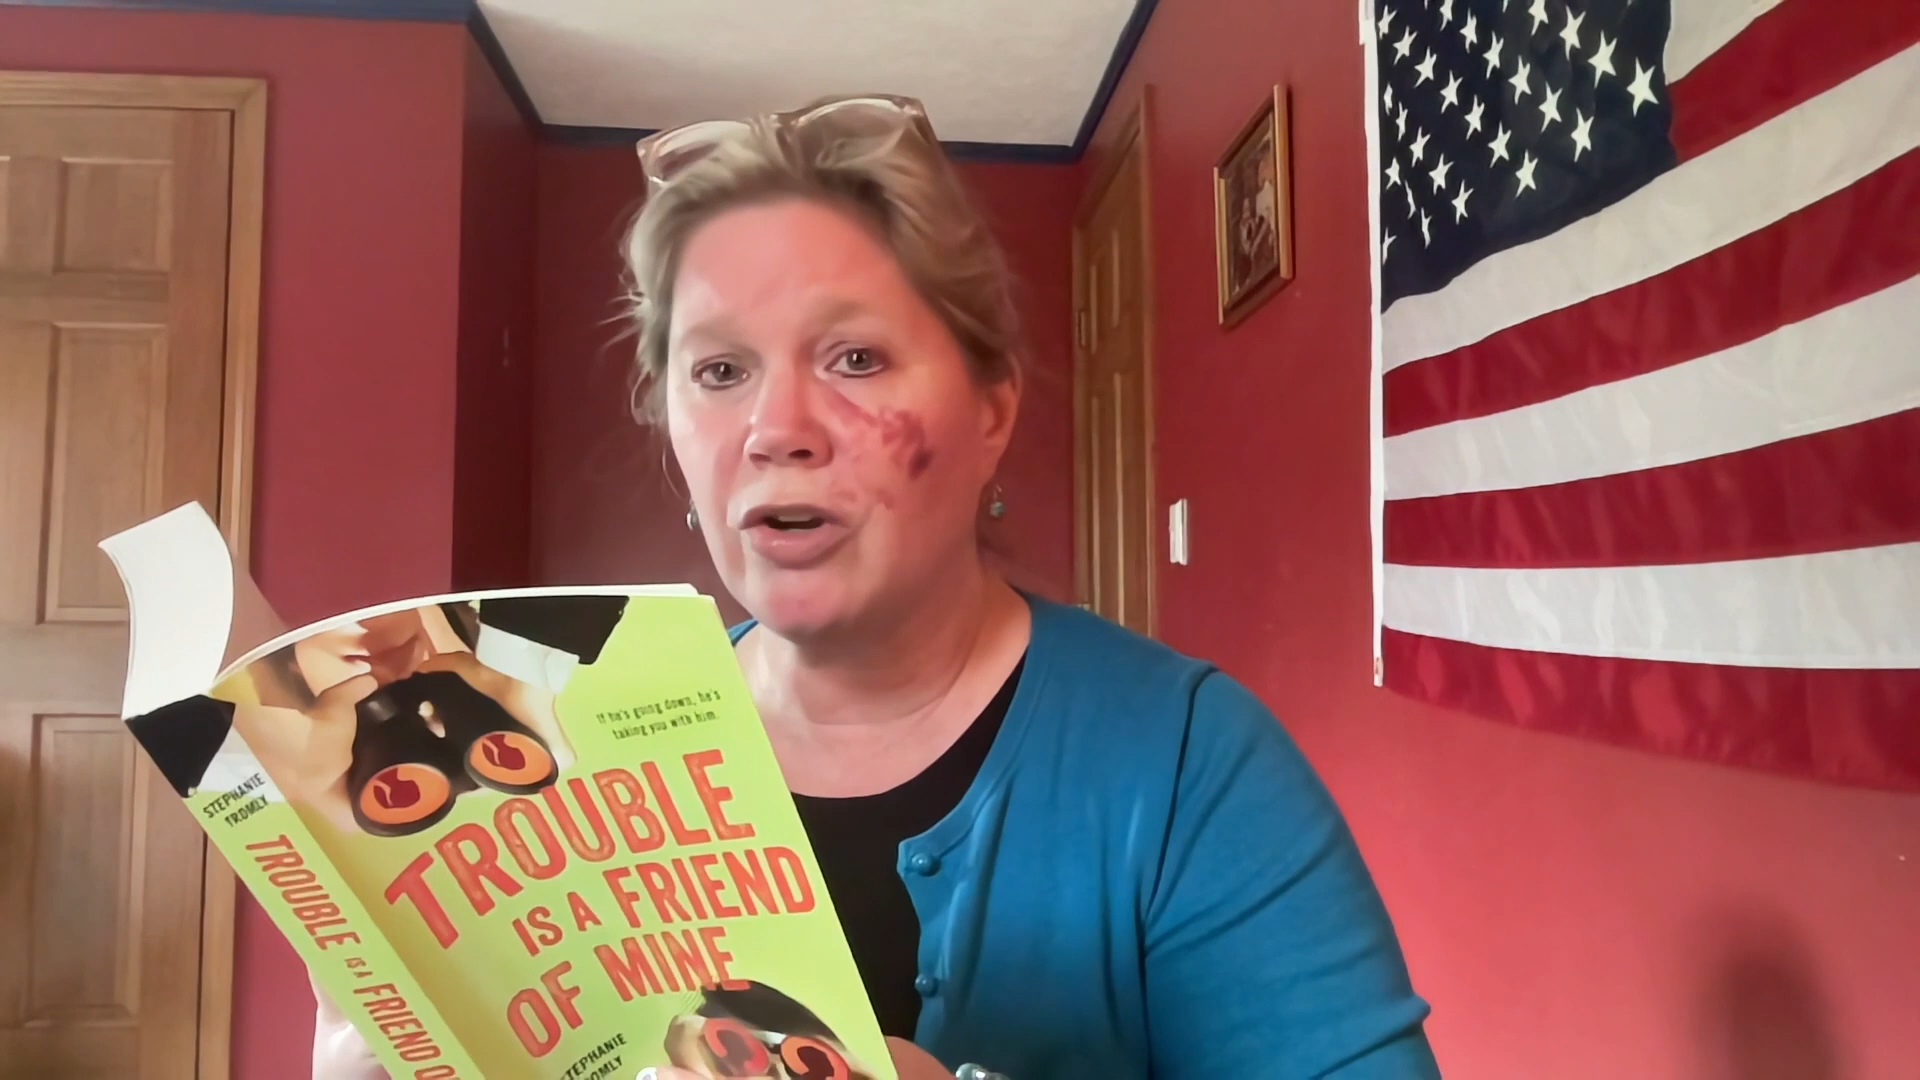 If he's going down, he's
taking you with him.
TROUBLE
IS A FRIEND
OF MINE
STEPHANIE
TROMLY
STEPHANIE
TROMLY
TROUBLE IS A FRIEND